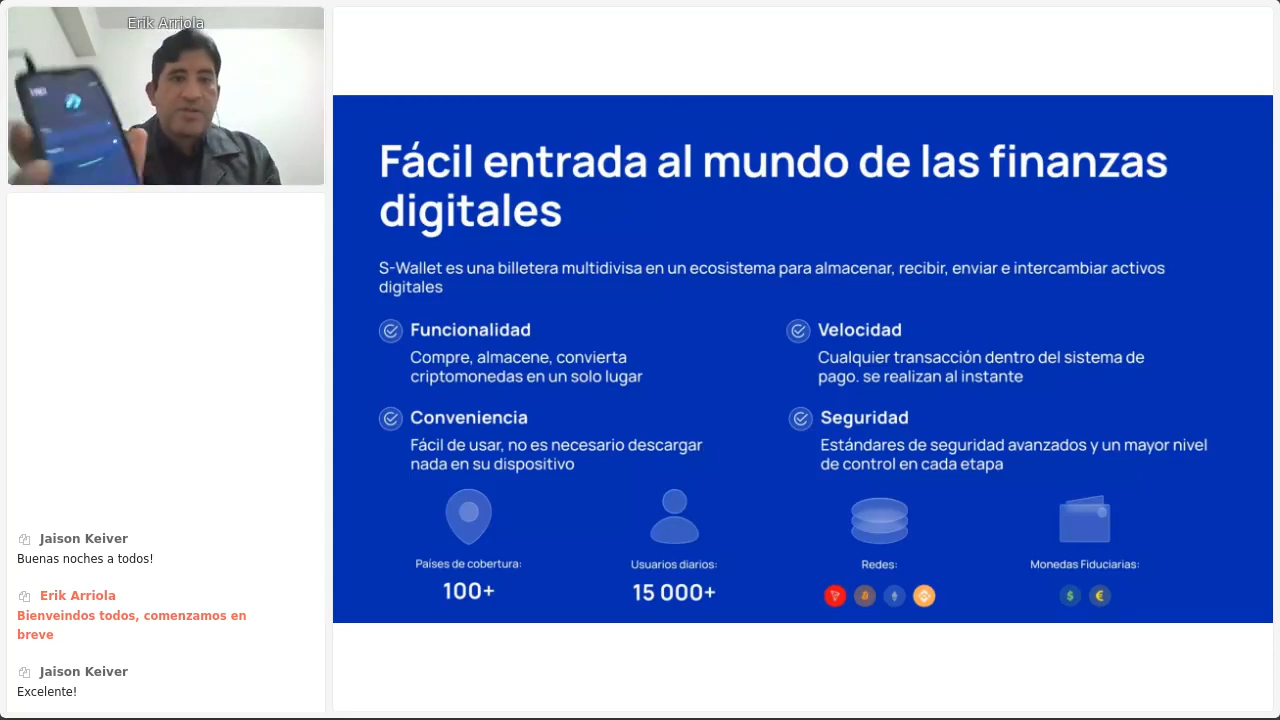 Erik Arriola
Jaison Keiver
Buenas noches a todos!
Erik Arriola
Bienveindos todos, comenzamos en
breve
Jaison Keiver
Excelente!
Fácil entrada al mundo de las finanzas
digitales
S-Wallet es una billetera multidivisa en un ecosistema para almacenar, recibir, enviar e intercambiar activos
digitales
Funcionalidad
Compre, almacene, convierta
criptomonedas en un solo lugar
Velocidad
Cualquier transacción dentro del sistema de
pago. se realizan al instante
Conveniencia
Fácil de usar, no es necesario descargar
nada en su dispositivo
Seguridad
Estándares de seguridad avanzados y un mayor nivel
de control en cada etapa
Países de cobertura:
100+
Usuarios diarios:
15 000+
Redes:
Monedas Fiduciarias:
$ €